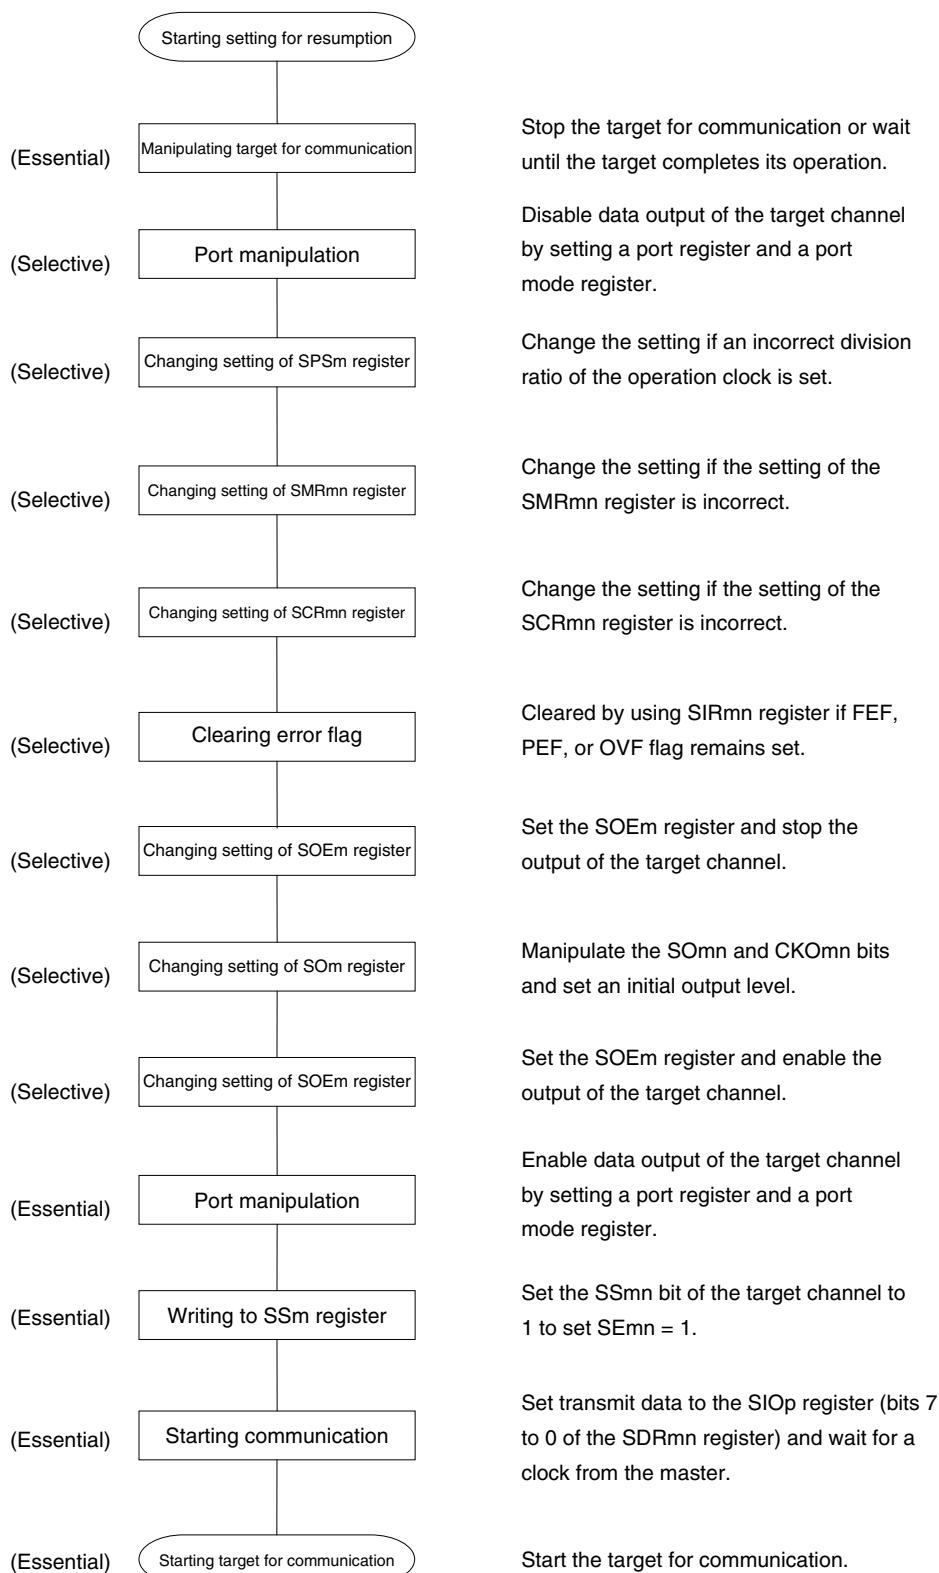 Starting setting for resumption
(Essential)
Manipulating target for communication
Stop the target for communication or wait
until the target completes its operation.
(Selective)
Port manipulation
Disable data output of the target channel
by setting a port register and a port
mode register.
(Selective)
Changing setting of SPSm register
Change the setting if an incorrect division
ratio of the operation clock is set.
(Selective)
Changing setting of SMRmn register
Change the setting if the setting of the
SMRmn register is incorrect.
(Selective)
Changing setting of SCRmn register
Change the setting if the setting of the
SCRmn register is incorrect.
(Selective)
Clearing error flag
Cleared by using SIRmn register if FEF,
PEF, or OVF flag remains set.
(Selective)
Changing setting of SOEm register
Set the SOEm register and stop the
output of the target channel.
(Selective)
Changing setting of SOm register
Manipulate the SOmn and CKOmn bits
and set an initial output level.
(Selective)
Changing setting of SOEm register
Set the SOEm register and enable the
output of the target channel.
(Essential)
Port manipulation
Enable data output of the target channel
by setting a port register and a port
mode register.
(Essential)
Writing to SSm register
Set the SSmn bit of the target channel to
1 to set SEmn = 1.
(Essential)
Starting communication
Set transmit data to the SIOp register (bits 7
to 0 of the SDRmn register) and wait for a
clock from the master.
(Essential)
Starting target for communication
Start the target for communication.